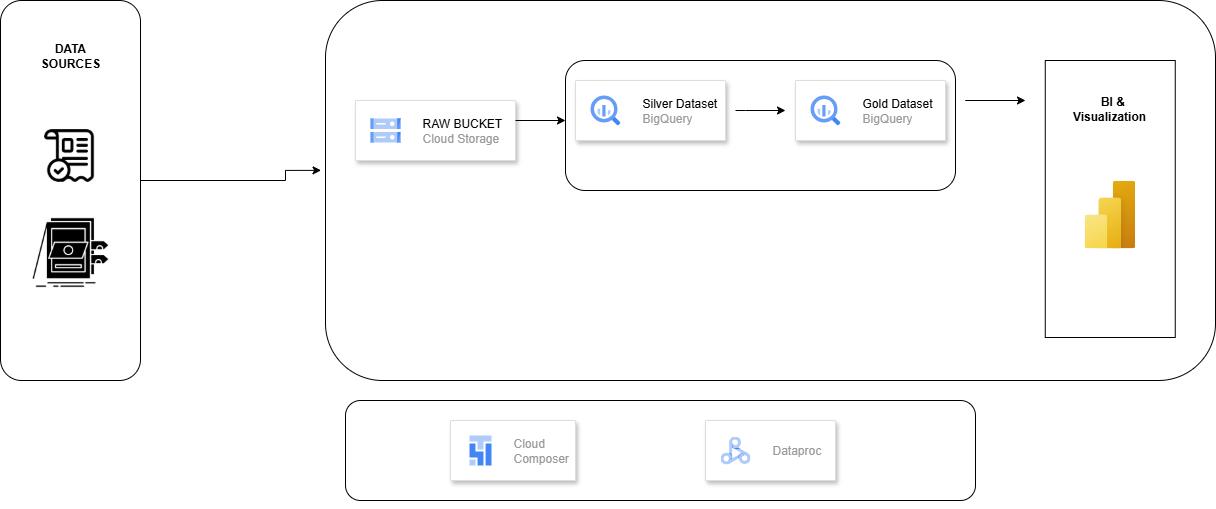 DATA
SOURCES
RAW BUCKET
Cloud Storage
Silver Dataset
BigQuery
Gold Dataset
BigQuery
BI &
Visualization
Cloud
Composer
Dataproc